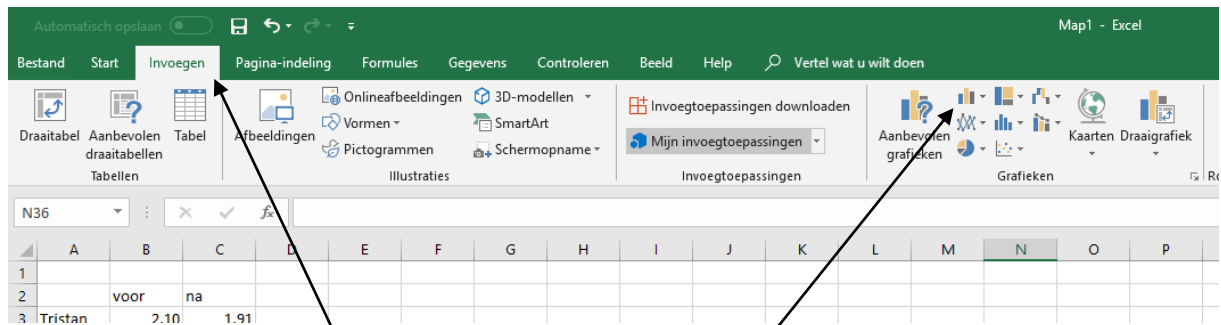 Automatisch opslaan
Map1 - Excel
Bestand Start Invoegen Pagina-indeling Formules Gegevens Controleren Beeld Help Vertel wat u wilt doen
Draaitabel Aanbevolen draaitabellen Tabel
Tabellen
Afbeeldingen
Onlineafbeeldingen
Vormen
Pictogrammen
3D-modellen
SmartArt
Schermopname
Illustraties
Invoegtoepassingen downloaden
Mijn invoegtoepassingen
Invoegtoepassingen
Aanbevolen grafieken
Kaarten Draaigrafiek
Grafieken
Ro
N36
fx
A B C D E F G H I J K L M N O P
1
2 voor na
3 Tristan 2.10 1.91